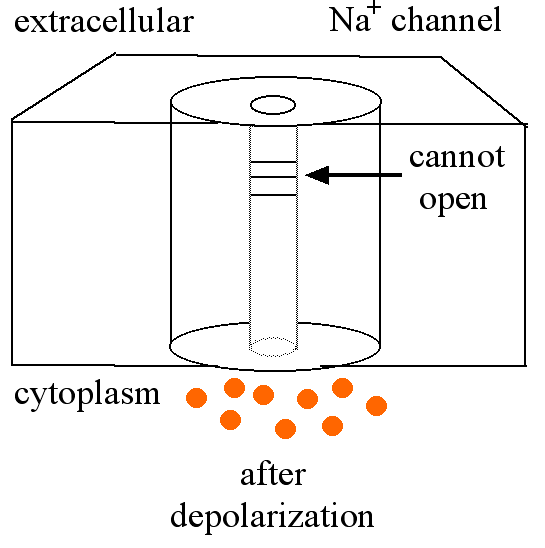 extracellular
Na+ channel
cannot
open
cytoplasm
after
depolarization